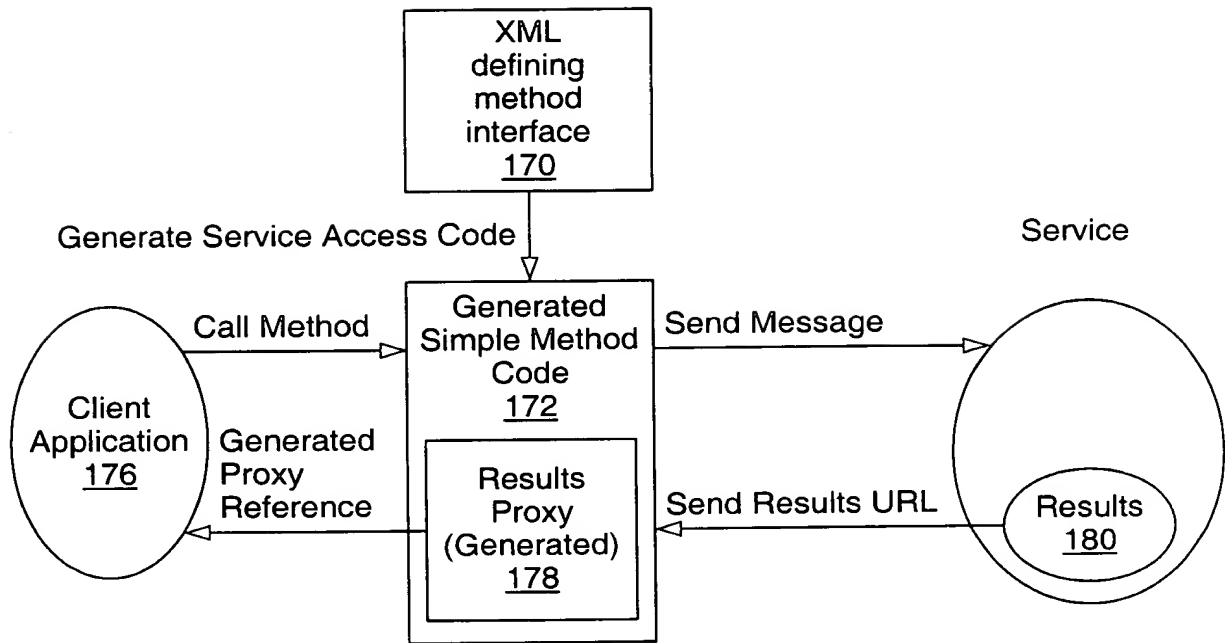 XML
defining
method
interface
170
Generate Service Access Code
Service
Generated
Simple Method
Code
172
Call Method
Send Message
Client
Application
176
Generated
Proxy
Reference
Results
Proxy
(Generated)
178
Send Results URL
Results
180